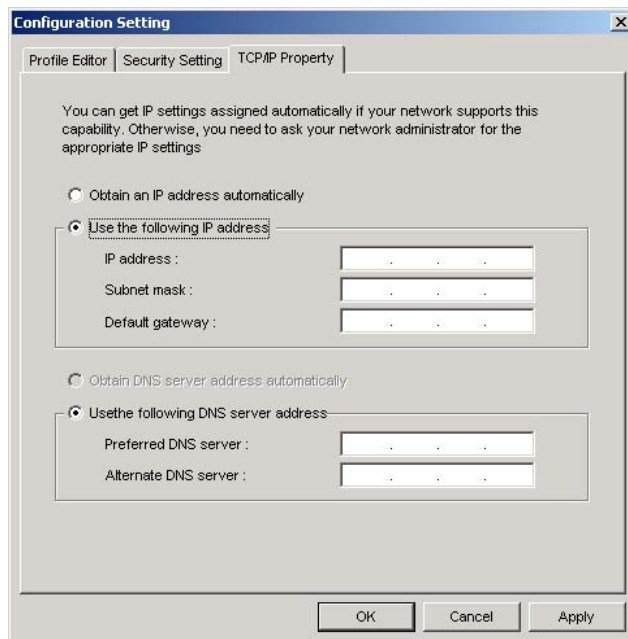 Configuration Setting
Profile Editor Security Setting TCP/IP Property
You can get IP settings assigned automatically if your network supports this
capability. Otherwise, you need to ask your network administrator for the
appropriate IP settings
Obtain an IP address automatically
Use the following IP address
IP address :
Subnet mask :
Default gateway :
Obtain DNS server address automatically
Usethe following DNS server address
Preferred DNS server :
Alternate DNS server :
OK Cancel Apply